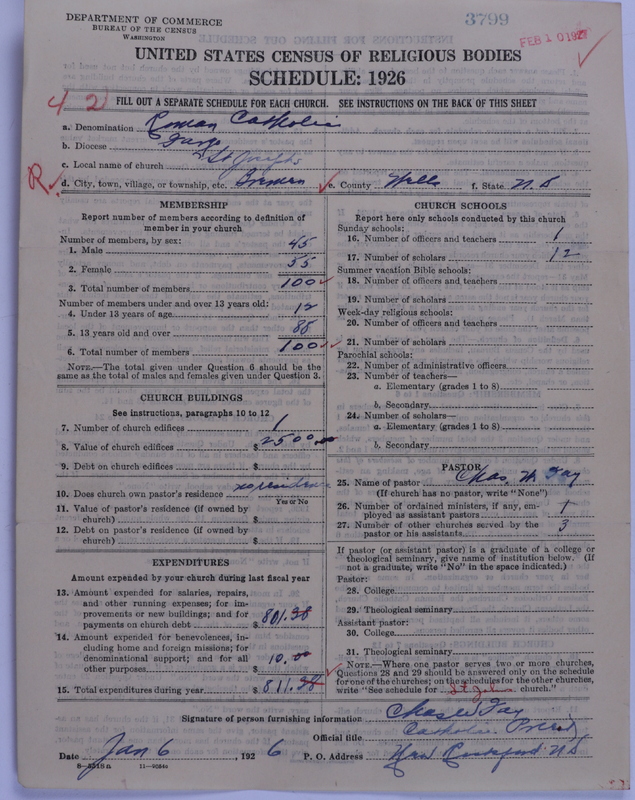 DEPARTMENT OF COMMERCE
BUREAU OF THE CENSUS
WASHINGTON
3799
FEB 10 1927
UNITED STATES CENSUS OF RELIGIOUS BODIES
SCHEDULE: 1926
4 2
FILL OUT A SEPARATE SCHEDULE FOR EACH CHURCH. SEE INSTRUCTIONS ON THE BACK OF THIS SHEET
a. Denomination Roman Catholic
b. Diocese Fargo
c. Local name of church St Josephs
R
d. City, town, village, or township, etc. Bremen e. County Wells f. State N. D
MEMBERSHIP
Report number of members according to definition of
member in your church
Number of members, by sex:
1. Male 45
2. Female 55
3. Total number of members 100
Number of members under and over 13 years old:
4. Under 13 years of age 12
5. 13 years old and over 88
6. Total number of members 100
NOTE.—The total given under Question 6 should be the
same as the total of males and females given under Question 3.
CHURCH BUILDINGS
See instructions, paragraphs 10 to 12
7. Number of church edifices 1
8. Value of church edifices $ 2500.00
9. Debt on church edifices $
10. Does church own pastor's residence no residence
Yes or No
11. Value of pastor's residence (if owned by
church) $
12. Debt on pastor's residence (if owned by
church) $
EXPENDITURES
Amount expended by your church during last fiscal year
13. Amount expended for salaries, repairs,
and other running expenses; for im-
provements or new buildings; and for
payments on church debt $ 801.38
14. Amount expended for benevolences, in-
cluding home and foreign missions; for
denominational support; and for all
other purposes $ 10.00
15. Total expenditures during year $ 811.38
CHURCH SCHOOLS
Report here only schools conducted by this church
Sunday schools:
16. Number of officers and teachers 1
17. Number of scholars 12
Summer vacation Bible schools:
18. Number of officers and teachers
19. Number of scholars
Week-day religious schools:
20. Number of officers and teachers
21. Number of scholars
Parochial schools:
22. Number of administrative officers
23. Number of teachers—
a. Elementary (grades 1 to 8)
b. Secondary
24. Number of scholars—
a. Elementary (grades 1 to 8)
b. Secondary
PASTOR
25. Name of pastor Chas. W Fay
(If church has no pastor, write "None")
26. Number of ordained ministers, if any, em-
ployed as assistant pastors 1
27. Number of other churches served by the
pastor or his assistants 3
If pastor (or assistant pastor) is a graduate of a college or
theological seminary, give name of institution below. (If
not a graduate, write "No" in the space indicated.)
Pastor:
28. College
29. Theological seminary
Assistant pastor:
30. College
31. Theological seminary
NOTE.—Where one pastor serves two or more churches,
Questions 28 and 29 should be answered only on the schedule
for one of the churches; on the schedules for the other churches,
write "See schedule for St church."
Signature of person furnishing information Chas W Fay
Official title Catholic Priest
Date Jan 6, 1926 P. O. Address New Rockford N D
8-3318a 11-9084